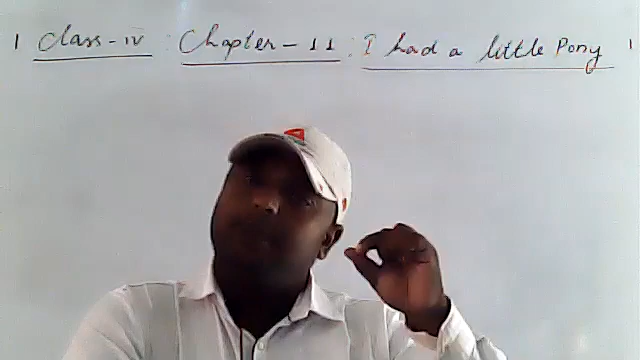 | Class-IV : Chapter-11 : I had a little Pony |